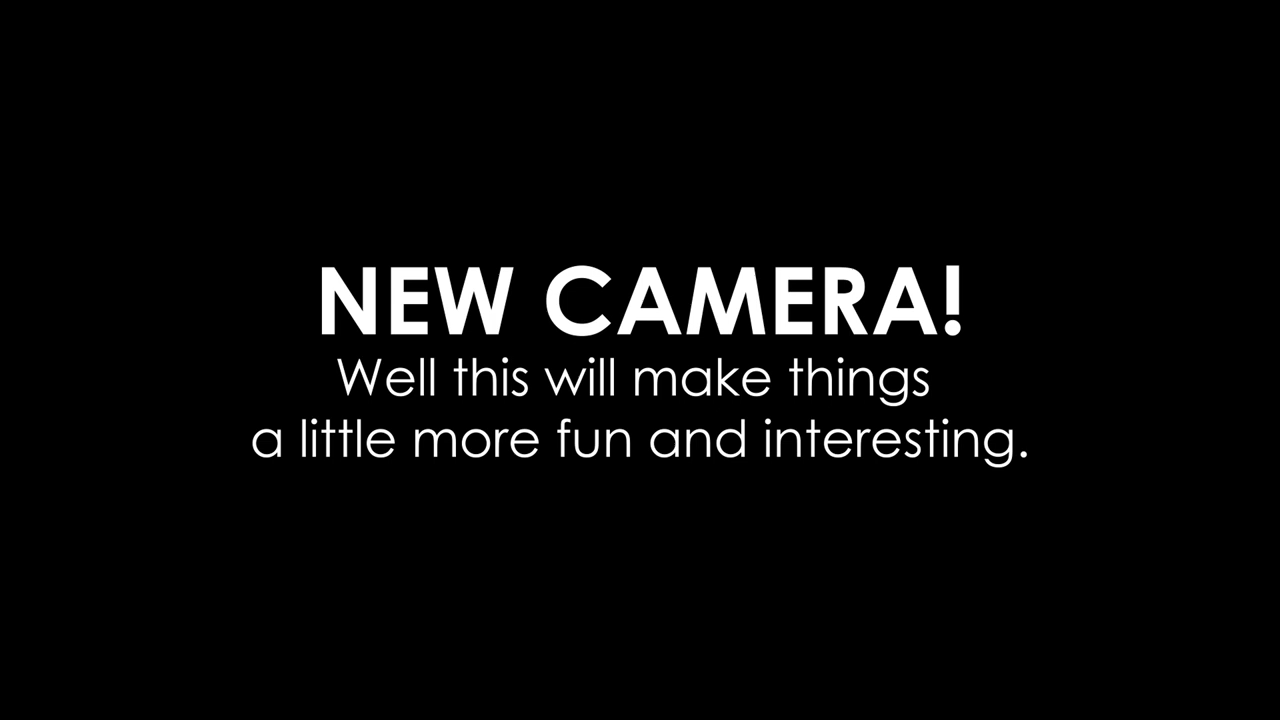 NEW CAMERA!
Well this will make things
a little more fun and interesting.